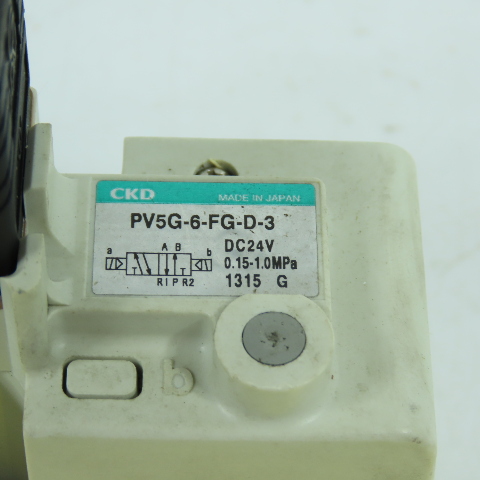 CKD MADE IN JAPAN
PV5G-6-FG-D-3
a A B b DC24V
0.15-1.0MPa
R1 P R2 1315 G
b